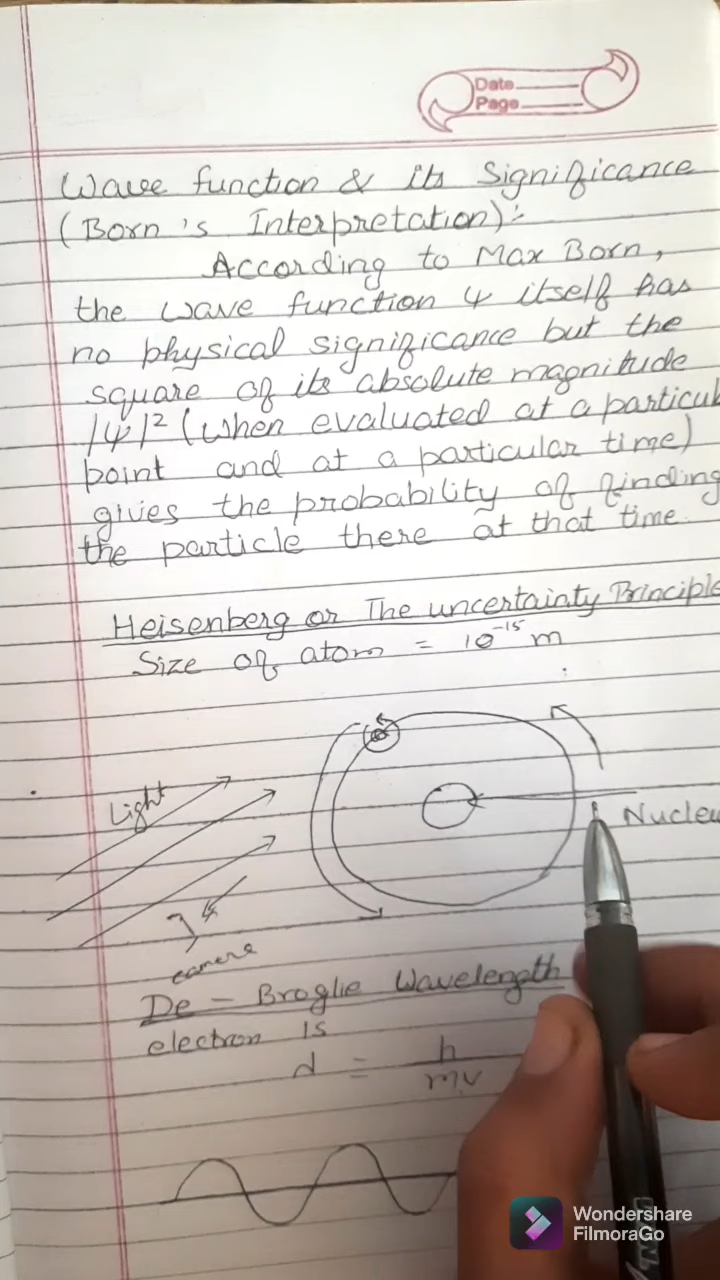 Date
Page
Wave function & its Significance
(Born's Interpretation):-
According to Max Born,
the wave function ψ itself has
no physical significance but the
square of its absolute magnitude
|ψ|² (when evaluated at a particul
point and at a particular time)
gives the probability of finding
the particle there at that time.
Heisenberg or The uncertainty Principle
Size of atom = 10⁻¹⁵ m
Light
Nucleu
camera
De - Broglie Wavelength
electron is
λ = h
mv
Wondershare
FilmoraGo